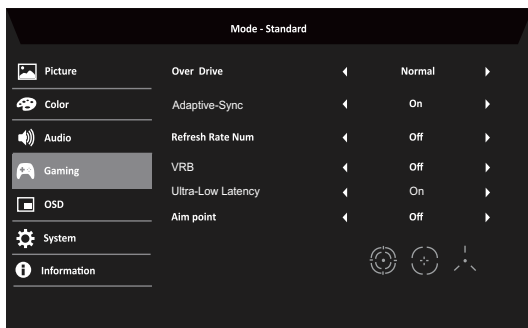 Mode - Standard
Picture
Color
Audio
Gaming
OSD
System
Information
Over Drive Normal
Adaptive-Sync On
Refresh Rate Num Off
VRB Off
Ultra-Low Latency On
Aim point Off